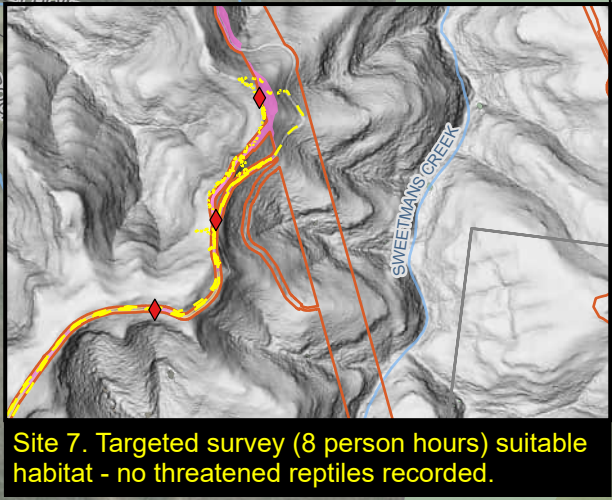 SWEETMANS CREEK
Site 7. Targeted survey (8 person hours) suitable
habitat - no threatened reptiles recorded.